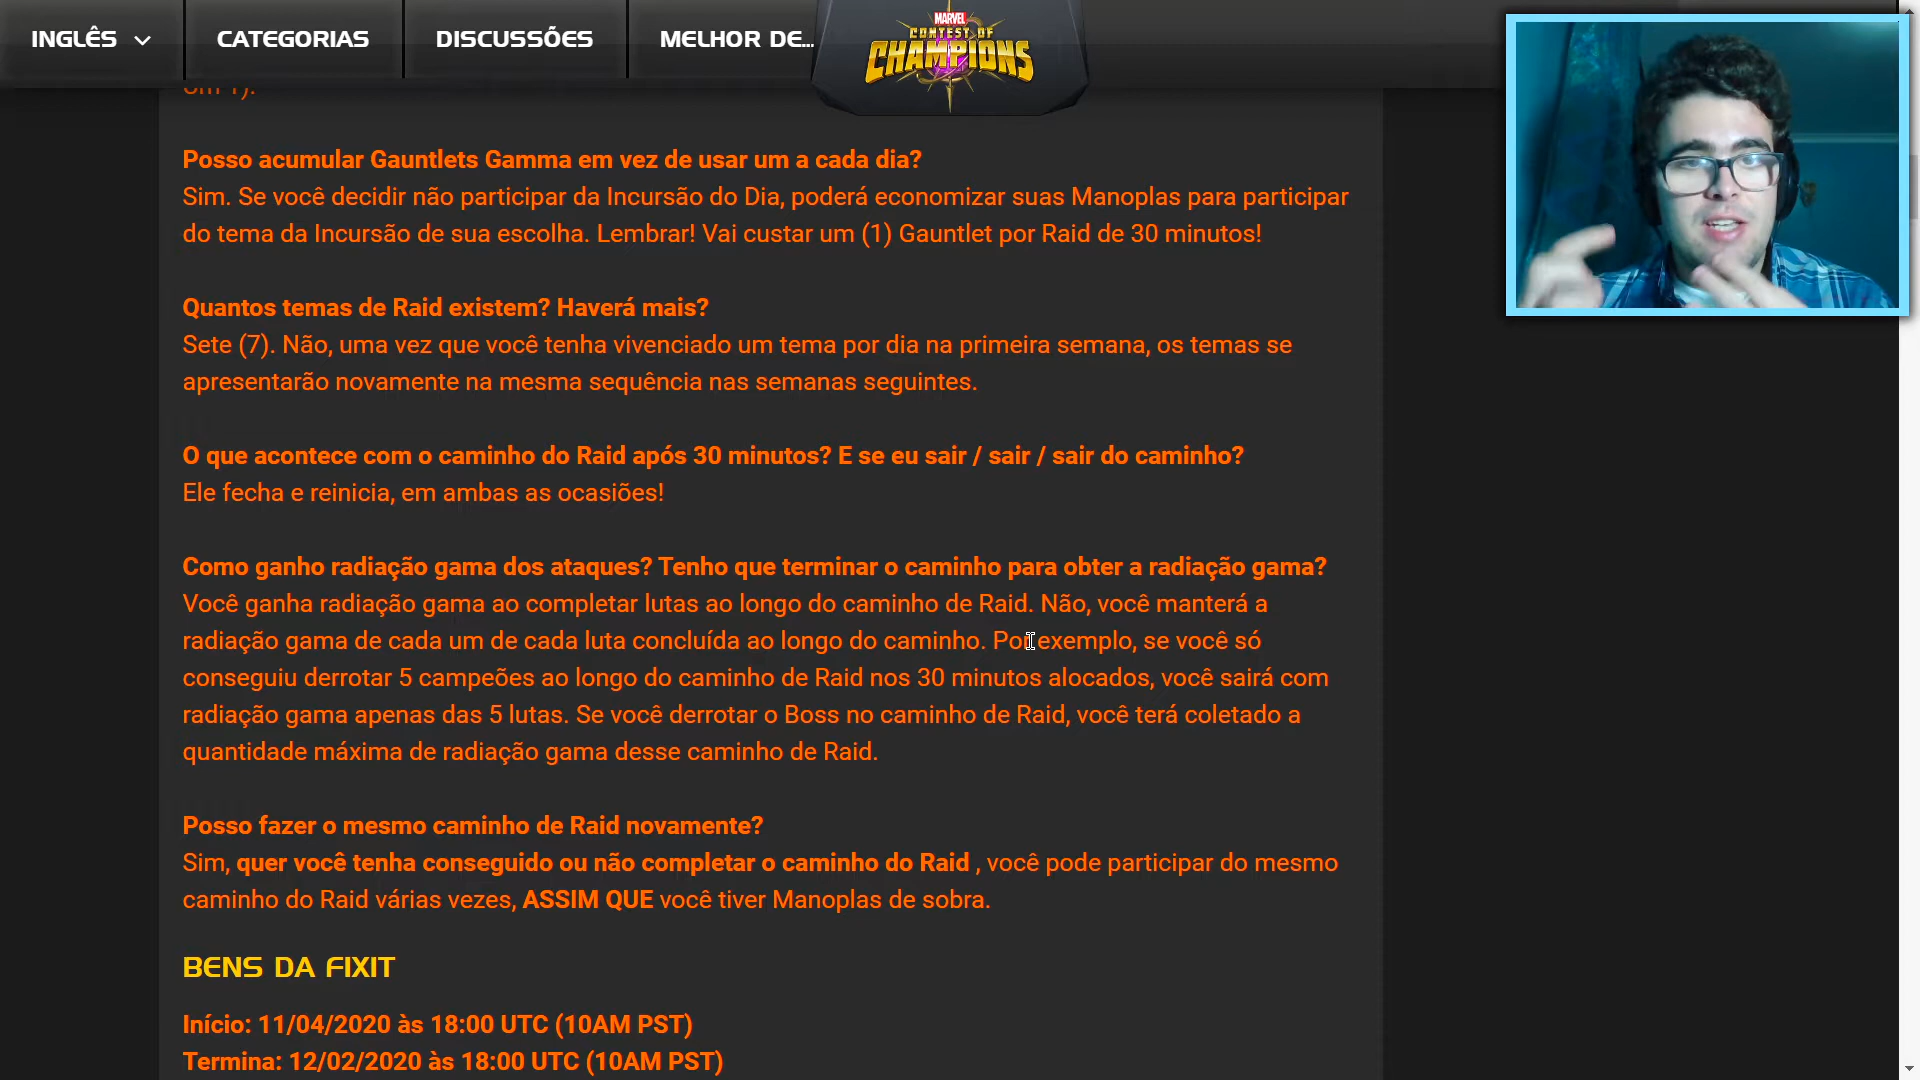 INGLÊS
CATEGORIAS
DISCUSSÕES
MELHOR DE...
MARVEL
CONTEST OF
CHAMPIONS
Posso acumular Gauntlets Gamma em vez de usar um a cada dia?
Sim. Se você decidir não participar da Incursão do Dia, poderá economizar suas Manoplas para participar
do tema da Incursão de sua escolha. Lembrar! Vai custar um (1) Gauntlet por Raid de 30 minutos!
Quantos temas de Raid existem? Haverá mais?
Sete (7). Não, uma vez que você tenha vivenciado um tema por dia na primeira semana, os temas se
apresentarão novamente na mesma sequência nas semanas seguintes.
O que acontece com o caminho do Raid após 30 minutos? E se eu sair / sair / sair do caminho?
Ele fecha e reinicia, em ambas as ocasiões!
Como ganho radiação gama dos ataques? Tenho que terminar o caminho para obter a radiação gama?
Você ganha radiação gama ao completar lutas ao longo do caminho de Raid. Não, você manterá a
radiação gama de cada um de cada luta concluída ao longo do caminho. Por exemplo, se você só
conseguiu derrotar 5 campeões ao longo do caminho de Raid nos 30 minutos alocados, você sairá com
radiação gama apenas das 5 lutas. Se você derrotar o Boss no caminho de Raid, você terá coletado a
quantidade máxima de radiação gama desse caminho de Raid.
Posso fazer o mesmo caminho de Raid novamente?
Sim, quer você tenha conseguido ou não completar o caminho do Raid , você pode participar do mesmo
caminho do Raid várias vezes, ASSIM QUE você tiver Manoplas de sobra.
BENS DA FIXIT
Início: 11/04/2020 às 18:00 UTC (10AM PST)
Termina: 12/02/2020 às 18:00 UTC (10AM PST)